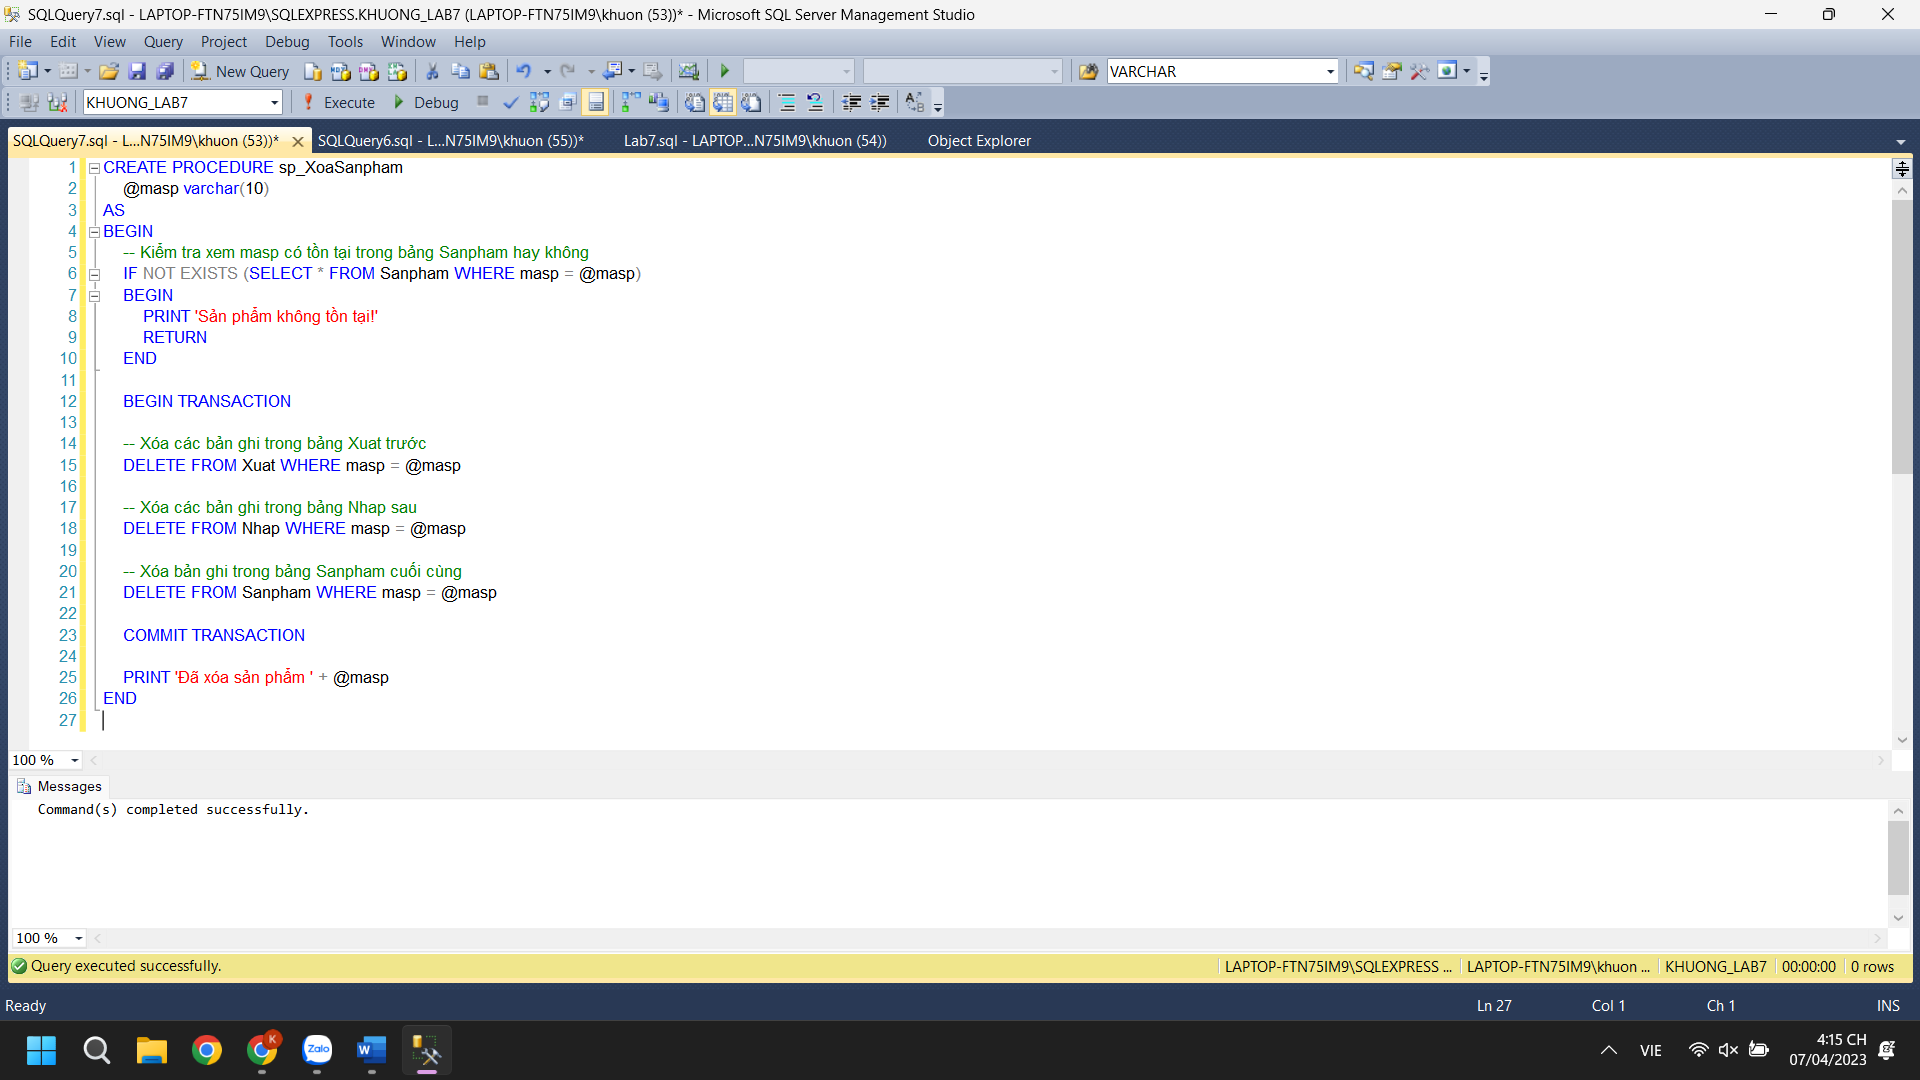 SQLQuery7.sql - LAPTOP-FTN75IM9\SQLEXPRESS.KHUONG_LAB7 (LAPTOP-FTN75IM9\khuon (53))* - Microsoft SQL Server Management Studio
File Edit View Query Project Debug Tools Window Help
New Query VARCHAR
KHUONG_LAB7 Execute Debug
SQLQuery7.sql - L...N75IM9\khuon (53))* SQLQuery6.sql - L...N75IM9\khuon (55))* Lab7.sql - LAPTOP...N75IM9\khuon (54)) Object Explorer
1 CREATE PROCEDURE sp_XoaSanpham
2 @masp varchar(10)
3 AS
4 BEGIN
5 -- Kiểm tra xem masp có tồn tại trong bảng Sanpham hay không
6 IF NOT EXISTS (SELECT * FROM Sanpham WHERE masp = @masp)
7 BEGIN
8 PRINT 'Sản phẩm không tồn tại!'
9 RETURN
10 END
11
12 BEGIN TRANSACTION
13
14 -- Xóa các bản ghi trong bảng Xuat trước
15 DELETE FROM Xuat WHERE masp = @masp
16
17 -- Xóa các bản ghi trong bảng Nhap sau
18 DELETE FROM Nhap WHERE masp = @masp
19
20 -- Xóa bản ghi trong bảng Sanpham cuối cùng
21 DELETE FROM Sanpham WHERE masp = @masp
22
23 COMMIT TRANSACTION
24
25 PRINT 'Đã xóa sản phẩm ' + @masp
26 END
27
100 %
Messages
Command(s) completed successfully.
100 %
Query executed successfully. LAPTOP-FTN75IM9\SQLEXPRESS ... LAPTOP-FTN75IM9\khuon ... KHUONG_LAB7 00:00:00 0 rows
Ready Ln 27 Col 1 Ch 1 INS
K Zalo W VIE 4:15 CH
07/04/2023